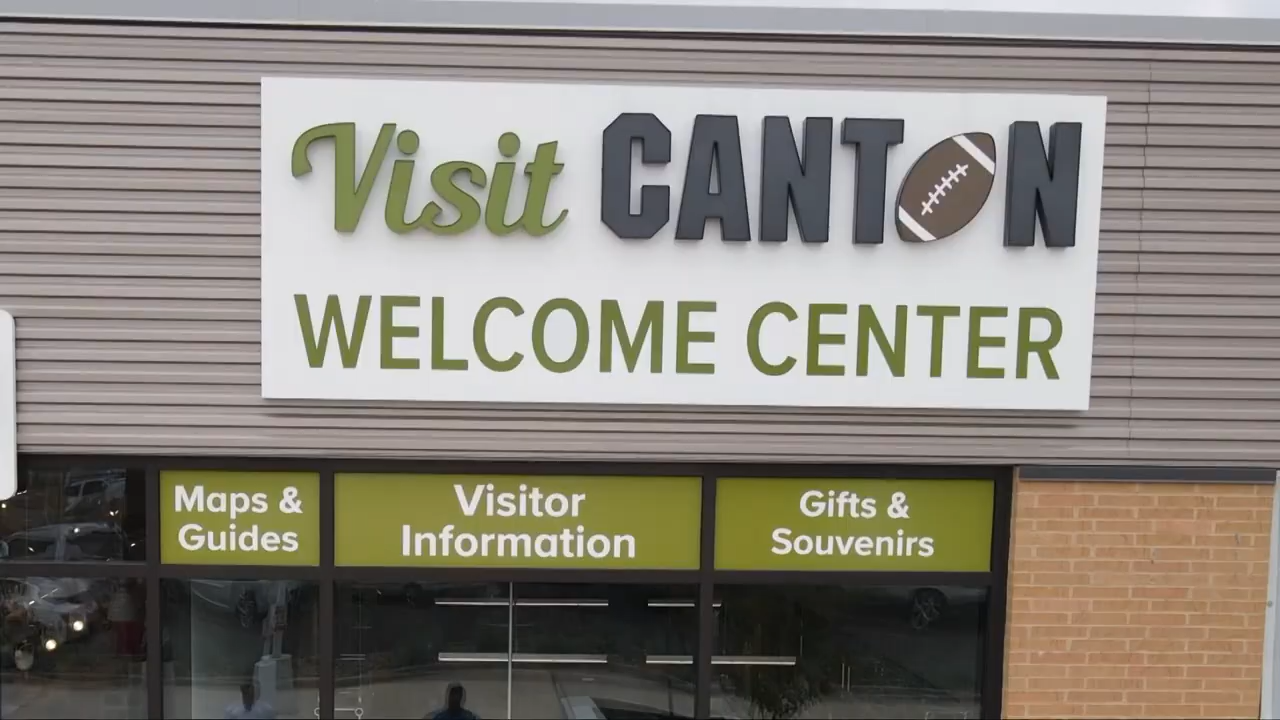 Visit CANTON
WELCOME CENTER
Maps &
Guides
Visitor
Information
Gifts &
Souvenirs